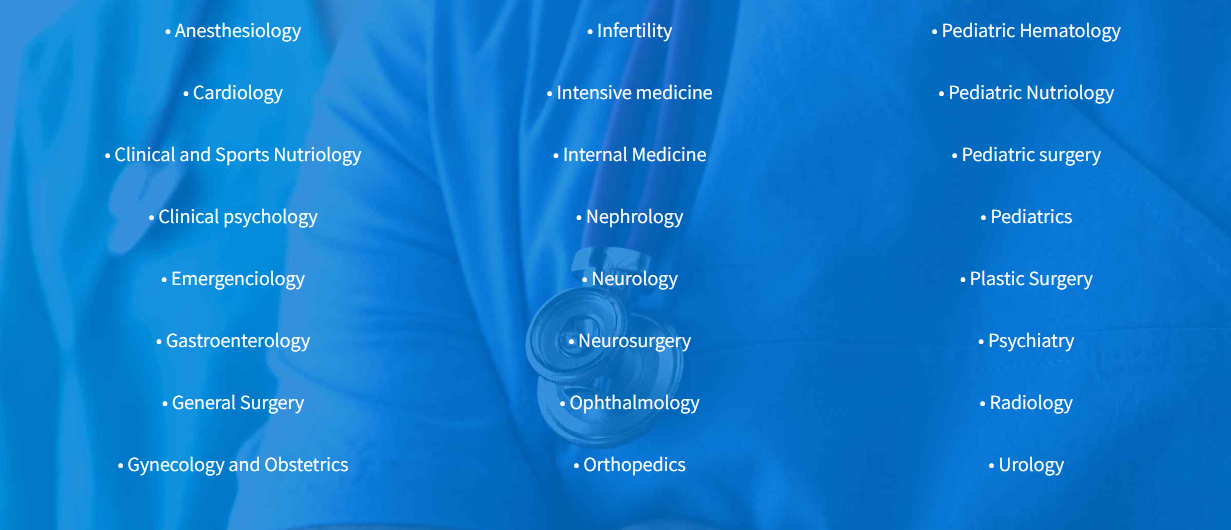 • Anesthesiology
• Cardiology
• Clinical and Sports Nutriology
• Clinical psychology
• Emergenciology
• Gastroenterology
• General Surgery
• Gynecology and Obstetrics
• Infertility
• Intensive medicine
• Internal Medicine
• Nephrology
• Neurology
• Neurosurgery
• Ophthalmology
• Orthopedics
• Pediatric Hematology
• Pediatric Nutriology
• Pediatric surgery
• Pediatrics
• Plastic Surgery
• Psychiatry
• Radiology
• Urology